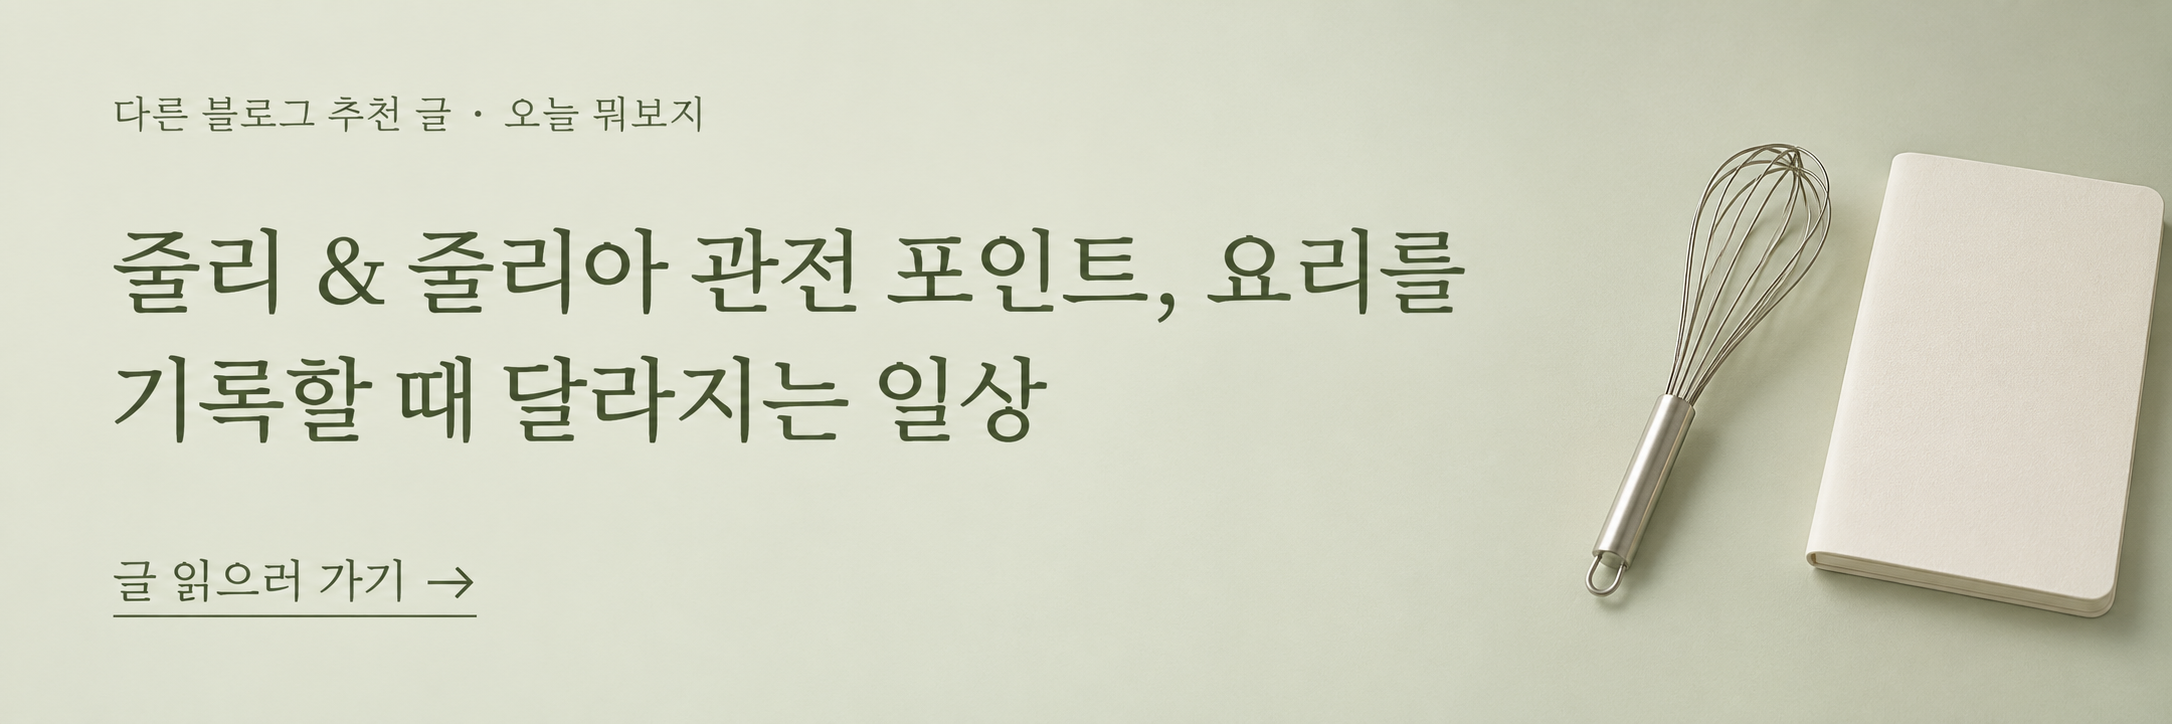 다른 블로그 추천 글 · 오늘 뭐보지
줄리 & 줄리아 관전 포인트, 요리를
기록할 때 달라지는 일상
글 읽으러 가기 →